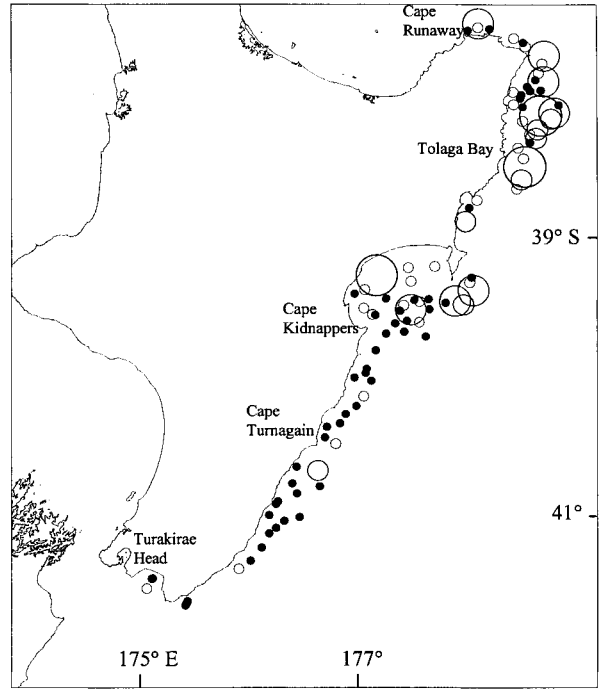 Cape
Runaway
Tolaga Bay
39° S
Cape
Kidnappers
Cape
Turnagain
41°
Turakirae
Head
175° E
177°